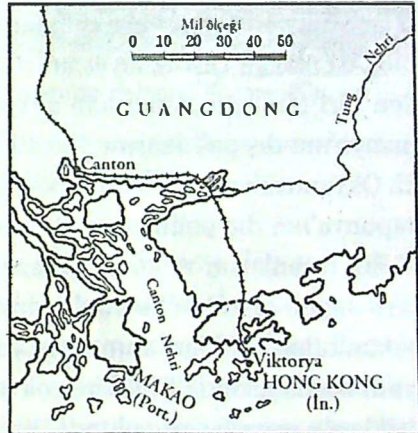 Mil ölçeği
0 10 20 30 40 50
GUANGDONG
Tung Nehri
Canton
Canton Nehri
Viktorya
MAKAO
(Port.)
HONG KONG
(İn.)